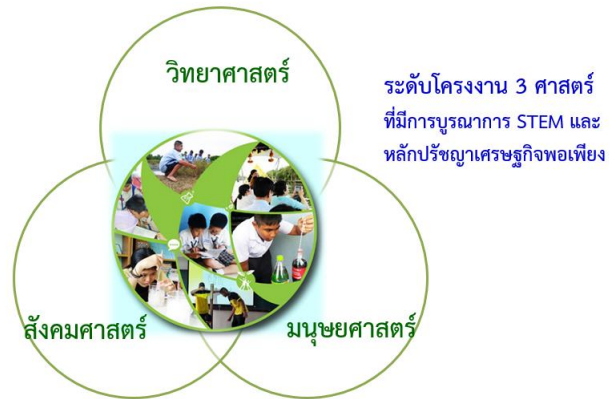 วิทยาศาสตร์
ระดับโครงงาน 3 ศาสตร์
ที่มีการบูรณาการ STEM และ
หลักปรัชญาเศรษฐกิจพอเพียง
สังคมศาสตร์
มนุษยศาสตร์